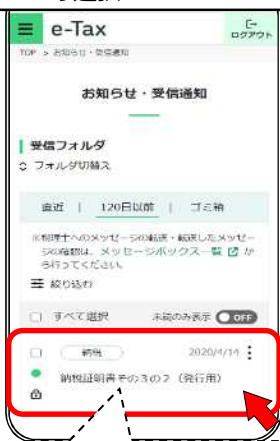 e-Tax
ログアウト
TOP > お知らせ・受信通知
お知らせ・受信通知
受信フォルダ
フォルダ切替え
直近 | 120日以前 | ゴミ箱
※税理士へのメッセージの転送・転送したメッセー
ジの確認は、メッセージボックス一覧 か
ら行ってください。
絞り込む
すべて選択 未読のみ表示 OFF
納税 2020/4/14
納税証明書その3の2（発行用）